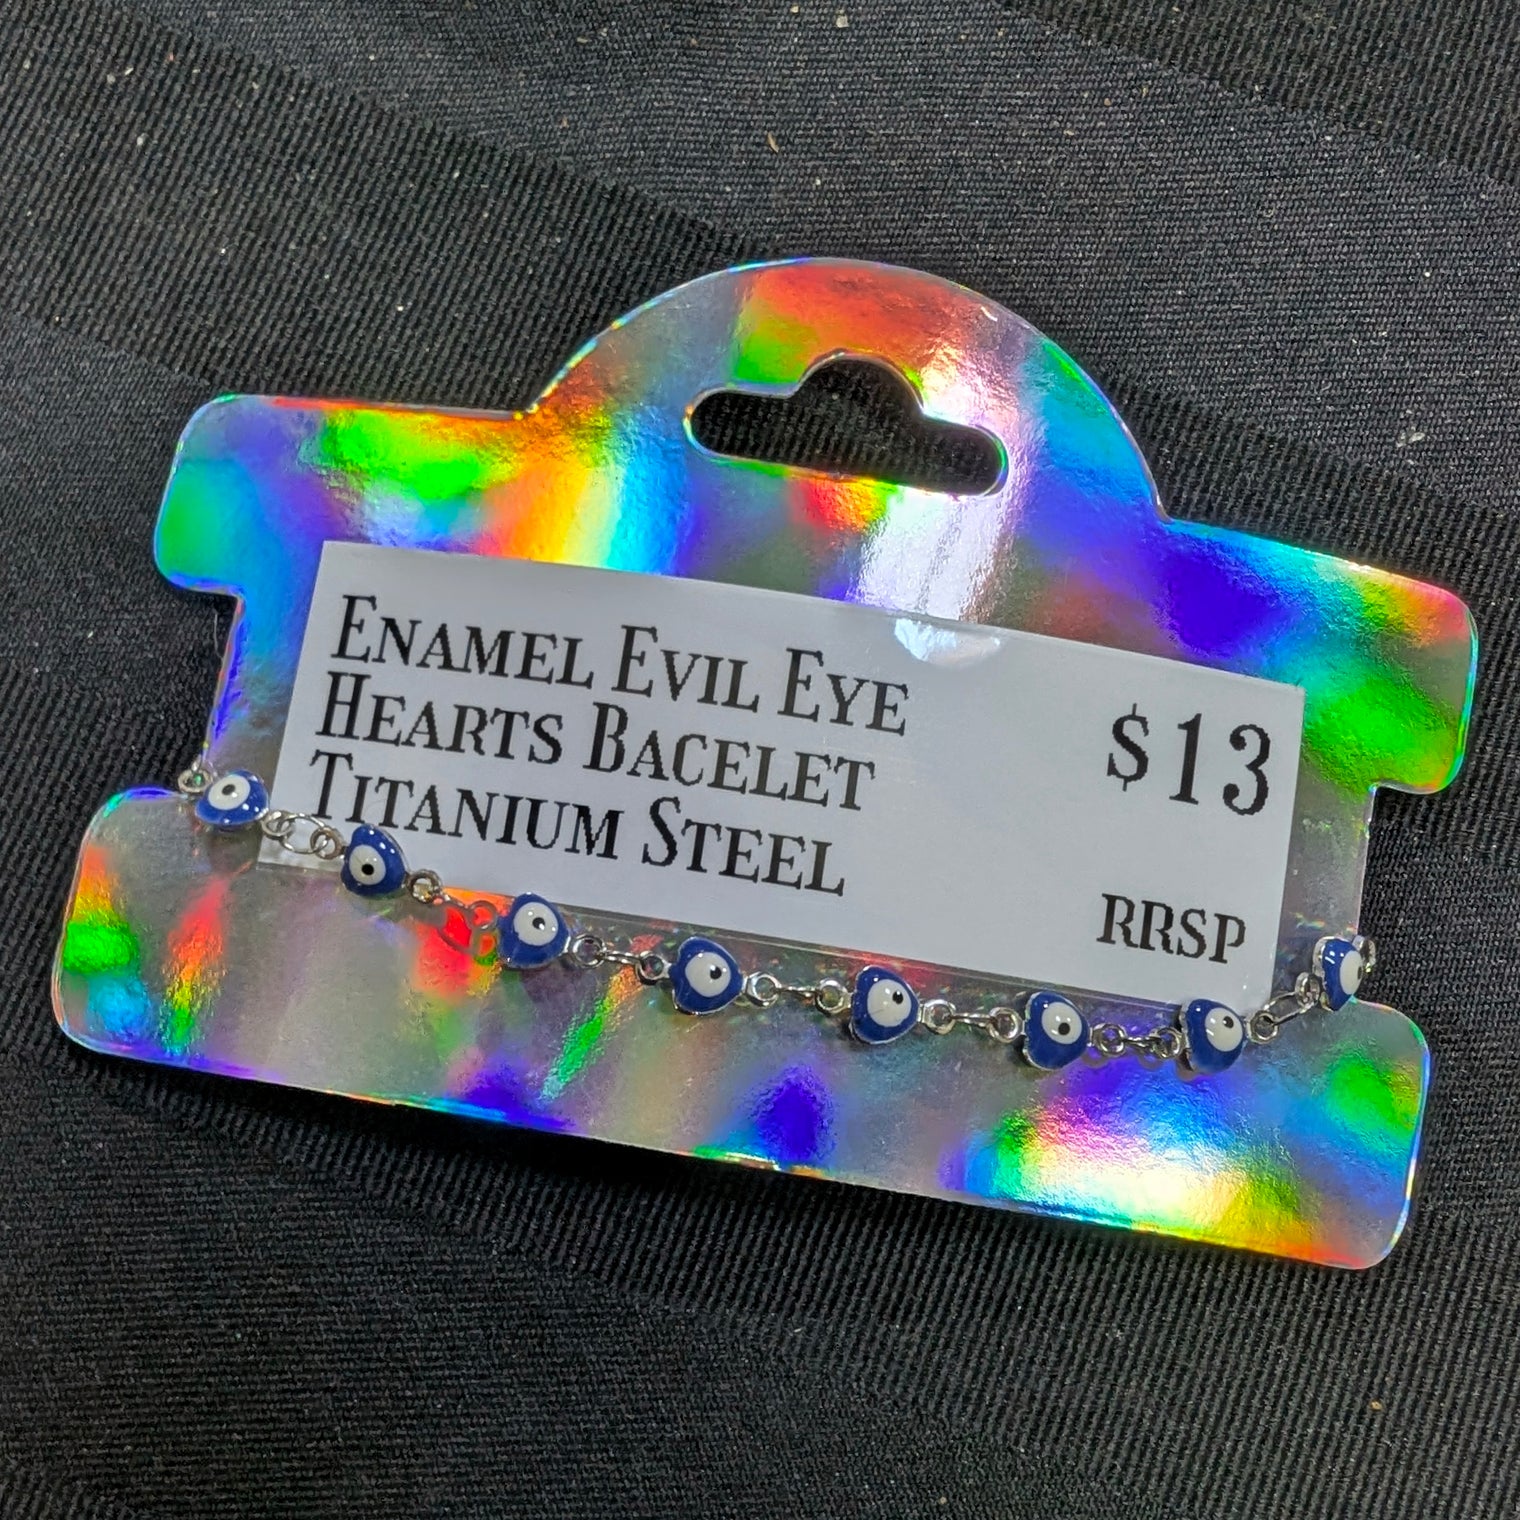 Enamel Evil Eye
Hearts Bacelet
Titanium Steel
$13
RRSP